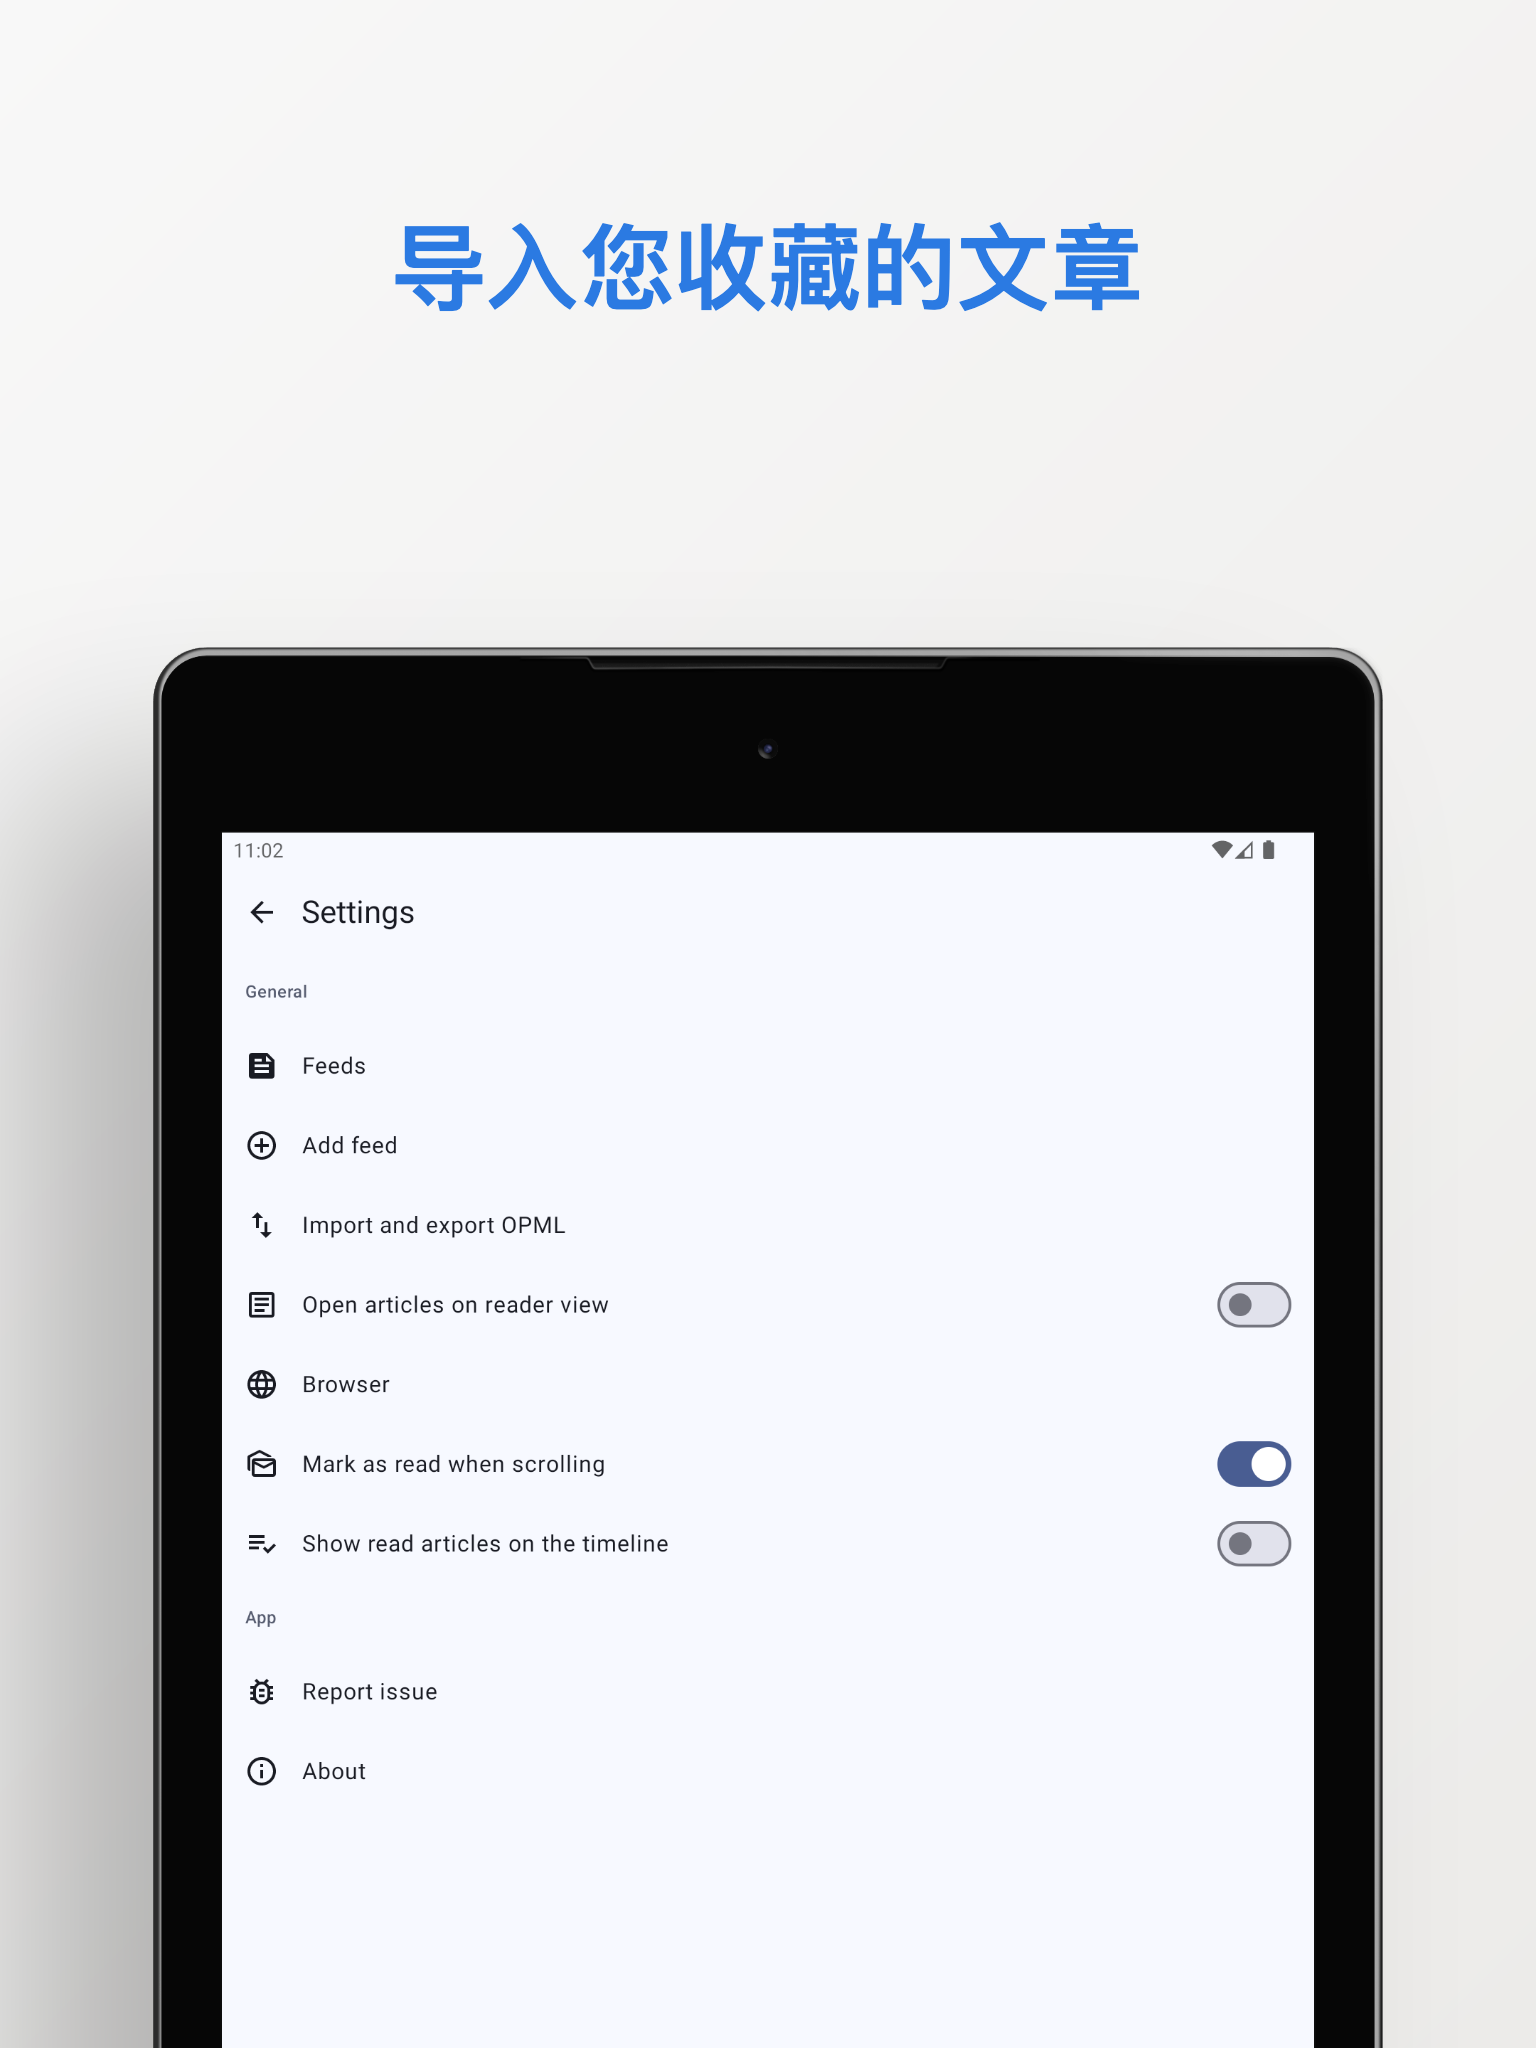 导入您收藏的文章
11:02
Settings
General
Feeds
Add feed
Import and export OPML
Open articles on reader view
Browser
Mark as read when scrolling
Show read articles on the timeline
App
Report issue
About